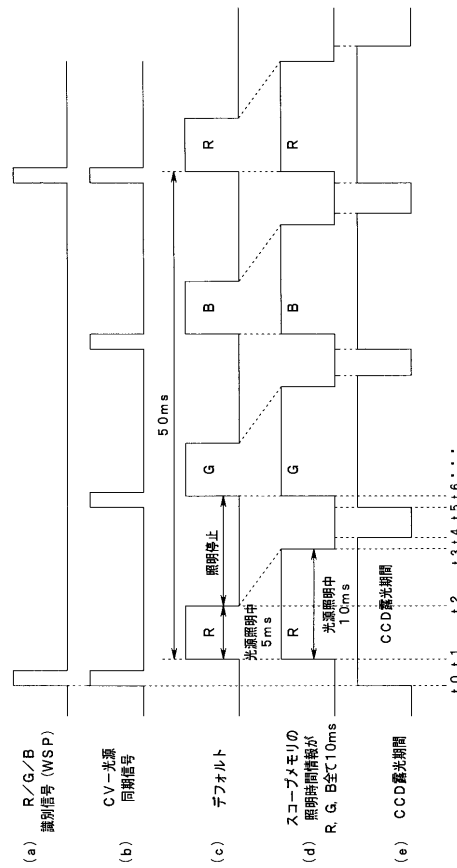 (a) R/G/B
識別信号(WSP)
(b) CV-光源
同期信号
50ms
(c) デフォルト
R
光源照明中
5ms
照明停止
G
B
R
(d) スコープメモリの
照明時間情報が
R, G, B全て10ms
R
光源照明中
10ms
G
B
R
(e) CCD露光期間
CCD露光期間
t0 t1 t2 t3 t4 t5 t6 ・・・